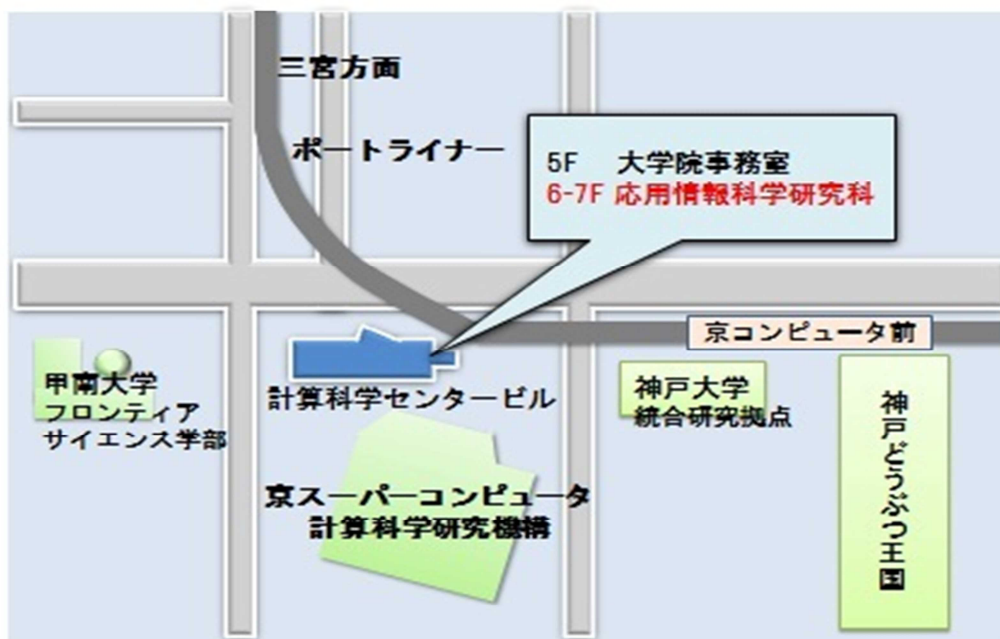 三宮方面
ポートライナー
5F 大学院事務室
6-7F 応用情報科学研究科
京コンピュータ前
甲南大学
フロンティア
サイエンス学部
計算科学センタービル
神戸大学
統合研究拠点
神戸どうぶつ王国
京スーパーコンピュータ
計算科学研究機構